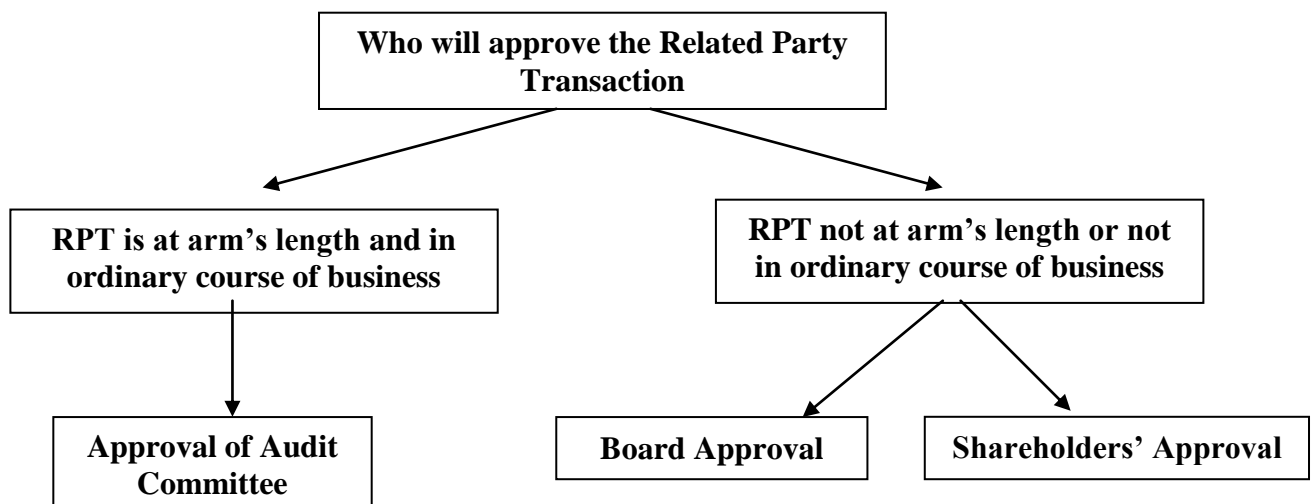 Who will approve the Related Party
Transaction
RPT is at arm’s length and in
ordinary course of business
RPT not at arm’s length or not
in ordinary course of business
Approval of Audit
Committee
Board Approval
Shareholders’ Approval